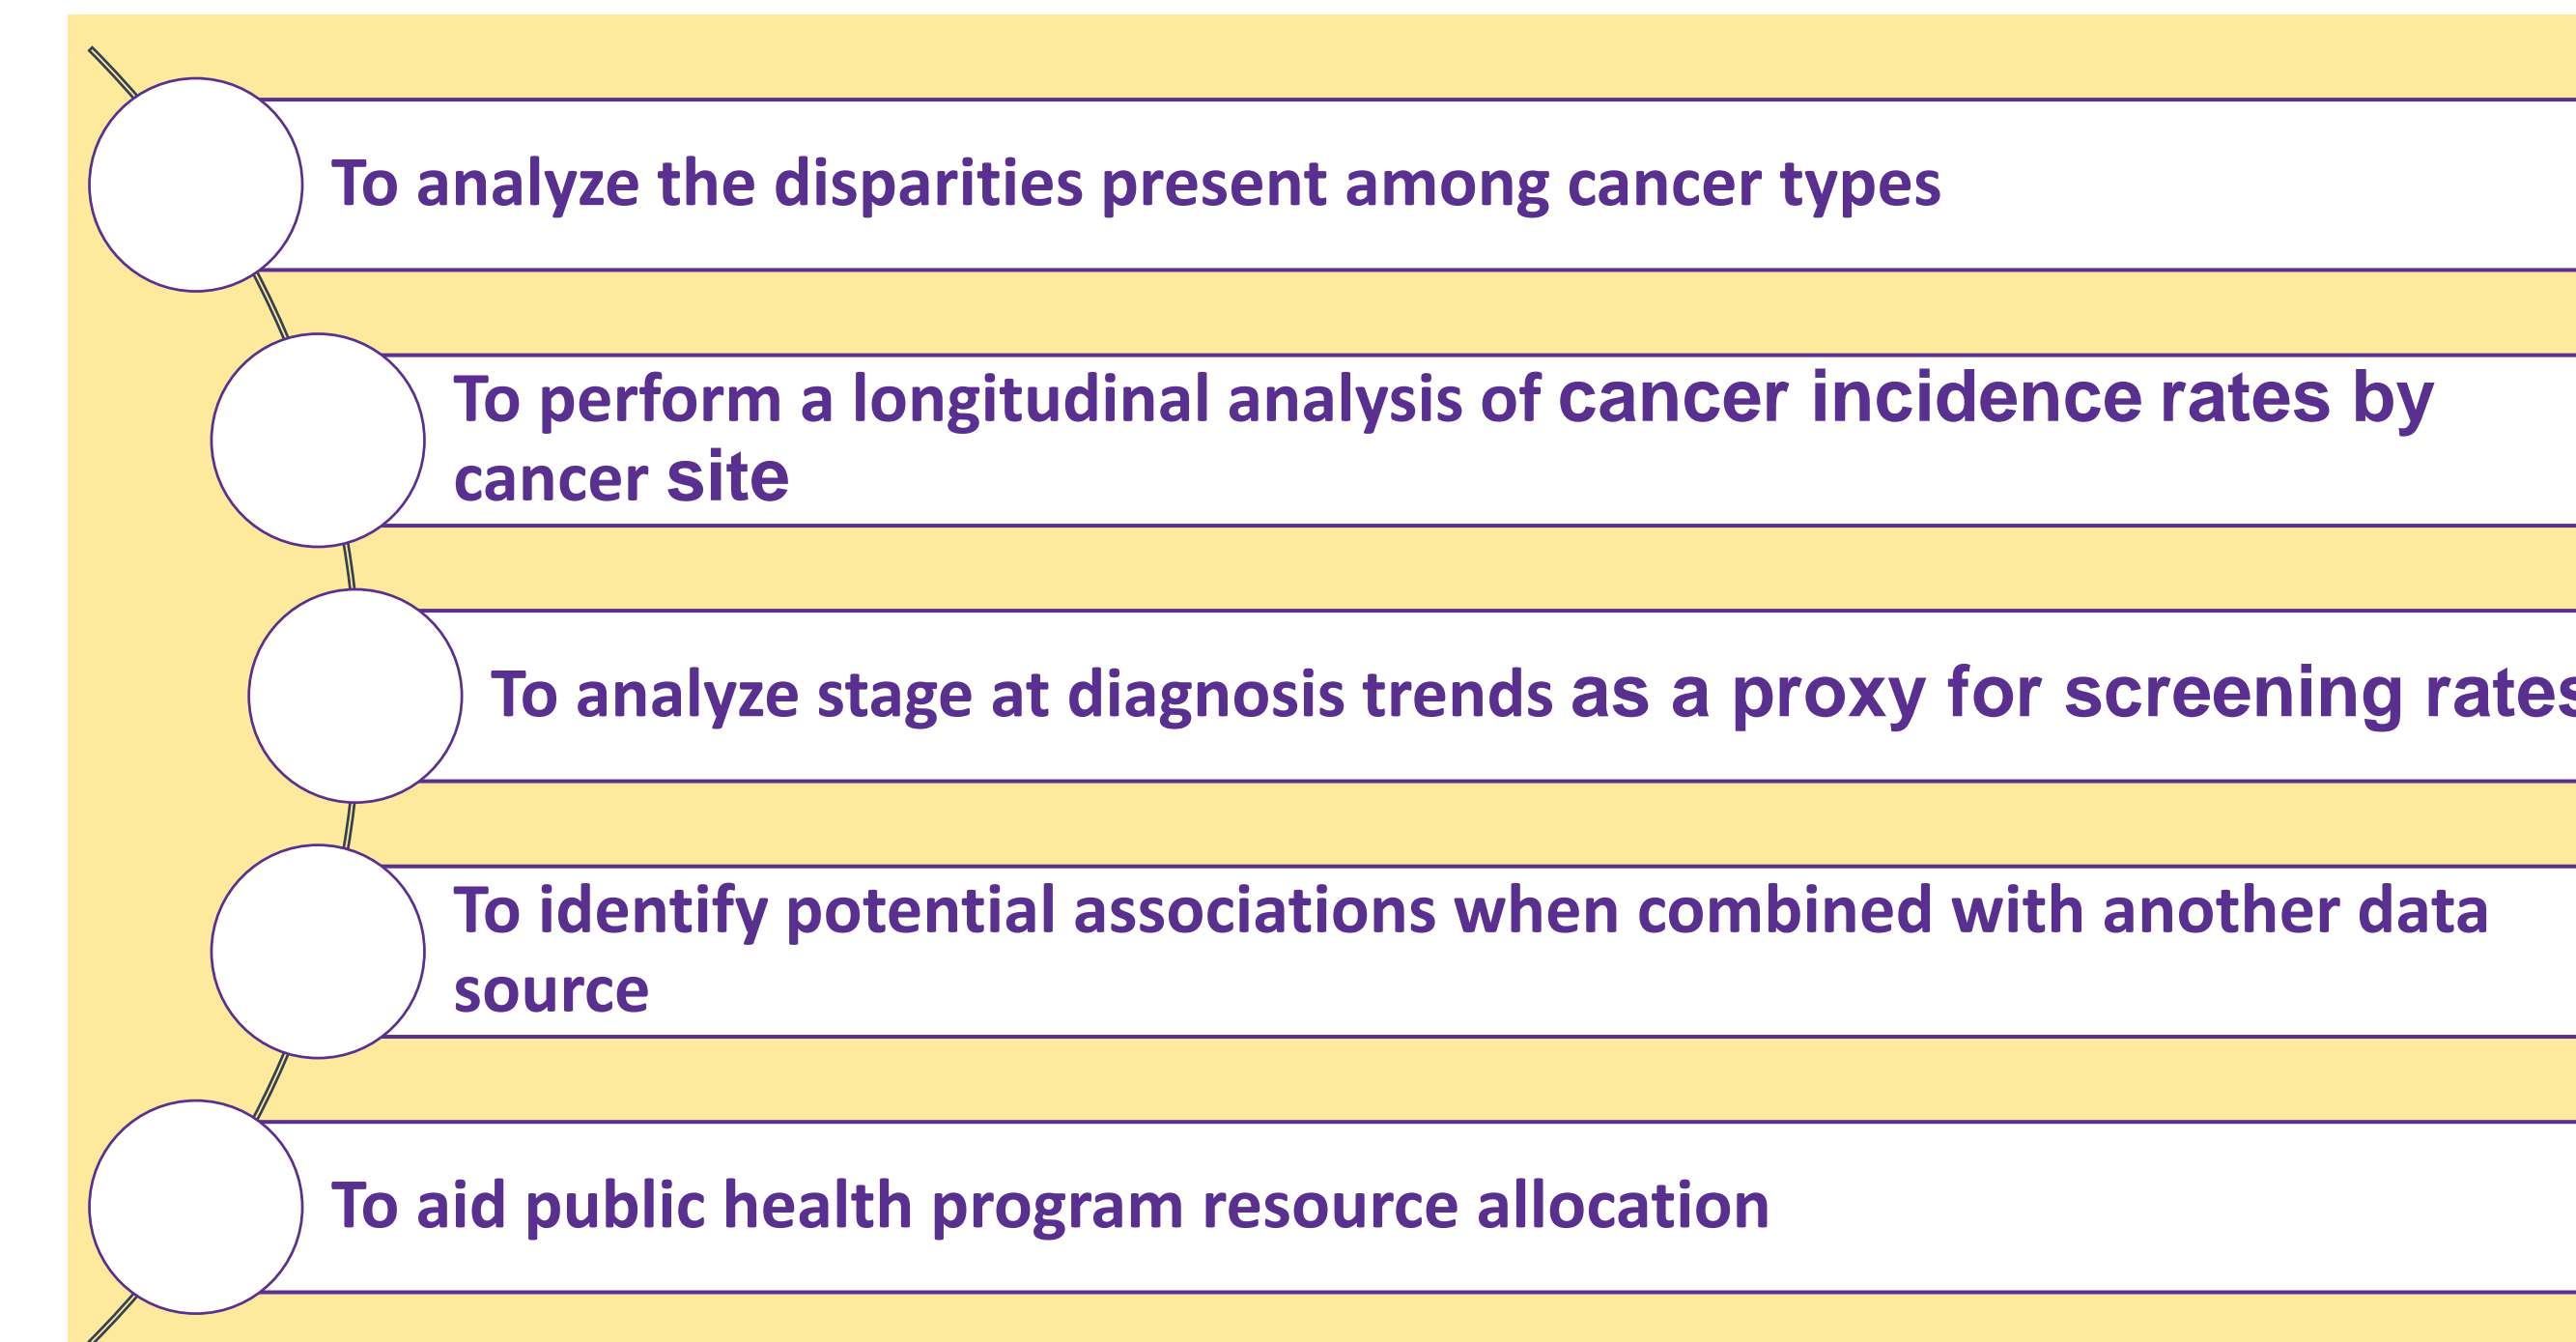 To analyze the disparities present among cancer types
To perform a longitudinal analysis of cancer incidence rates by
cancer site
To analyze stage at diagnosis trends as a proxy for screening rates
To identify potential associations when combined with another data
source
To aid public health program resource allocation